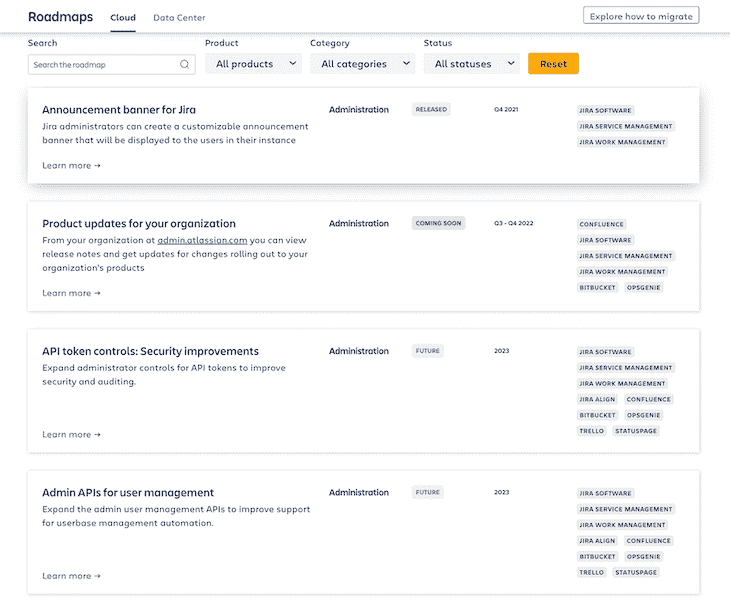 Roadmaps Cloud Data Center Explore how to migrate
Search Product Category Status
Search the roadmap All products All categories All statuses Reset
Announcement banner for Jira
Jira administrators can create a customizable announcement
banner that will be displayed to the users in their instance
Learn more →
Administration
RELEASED
Q4 2021
JIRA SOFTWARE
JIRA SERVICE MANAGEMENT
JIRA WORK MANAGEMENT
Product updates for your organization
From your organization at admin.atlassian.com you can view
release notes and get updates for changes rolling out to your
organization's products
Learn more →
Administration
COMING SOON
Q3 - Q4 2022
CONFLUENCE
JIRA SOFTWARE
JIRA SERVICE MANAGEMENT
JIRA WORK MANAGEMENT
BITBUCKET OPSGENIE
API token controls: Security improvements
Expand administrator controls for API tokens to improve
security and auditing.
Learn more →
Administration
FUTURE
2023
JIRA SOFTWARE
JIRA SERVICE MANAGEMENT
JIRA WORK MANAGEMENT
JIRA ALIGN CONFLUENCE
BITBUCKET OPSGENIE
TRELLO STATUSPAGE
Admin APIs for user management
Expand the admin user management APIs to improve support
for userbase management automation.
Learn more →
Administration
FUTURE
2023
JIRA SOFTWARE
JIRA SERVICE MANAGEMENT
JIRA WORK MANAGEMENT
JIRA ALIGN CONFLUENCE
BITBUCKET OPSGENIE
TRELLO STATUSPAGE